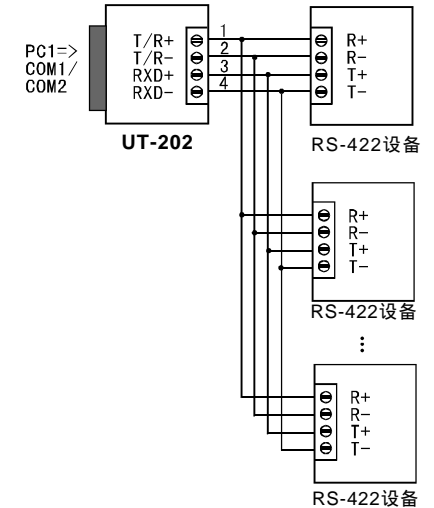 PC1=>
COM1/
COM2
T/R+ 1 R+
T/R- 2 R-
RXD+ 3 T+
RXD- 4 T-
UT-202
RS-422设备
R+
R-
T+
T-
RS-422设备
R+
R-
T+
T-
RS-422设备